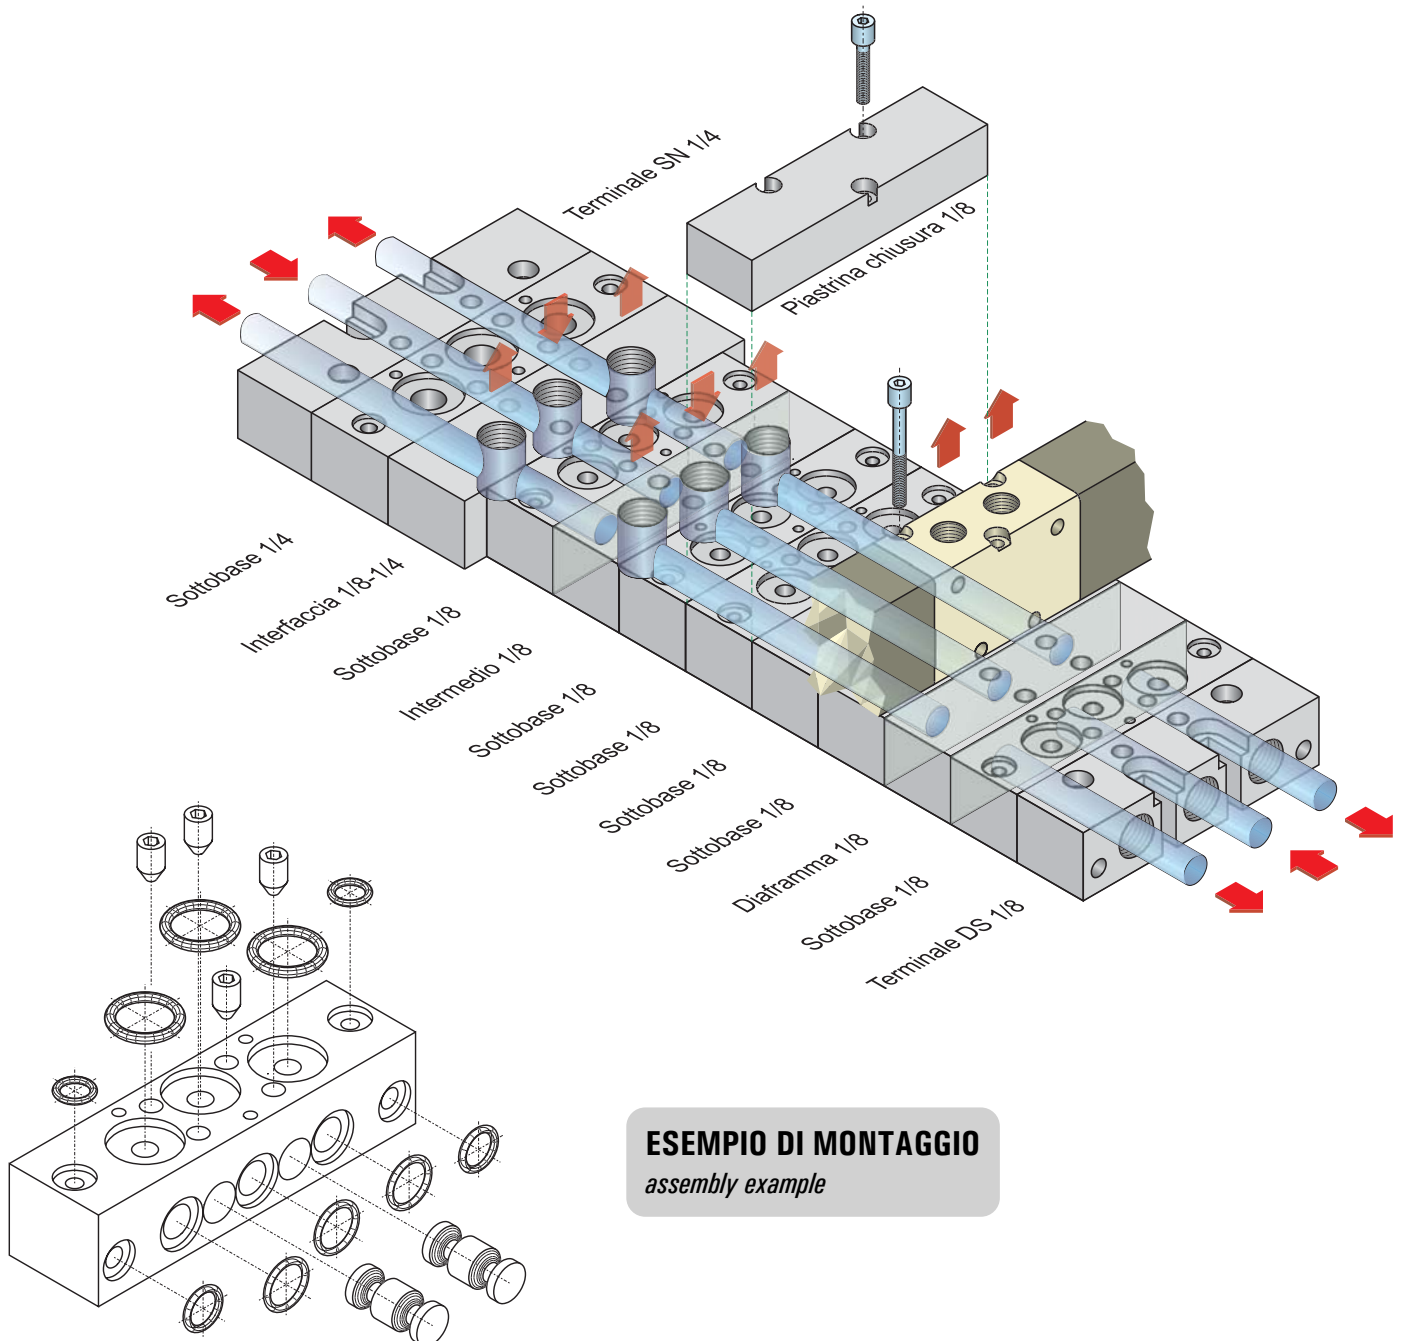 Terminale SN 1/4
Piastrina chiusura 1/8
Sottobase 1/4
Interfaccia 1/8-1/4
Sottobase 1/8
Intermedio 1/8
Sottobase 1/8
Sottobase 1/8
Sottobase 1/8
Sottobase 1/8
Diaframma 1/8
Sottobase 1/8
Terminale DS 1/8
ESEMPIO DI MONTAGGIO
assembly example